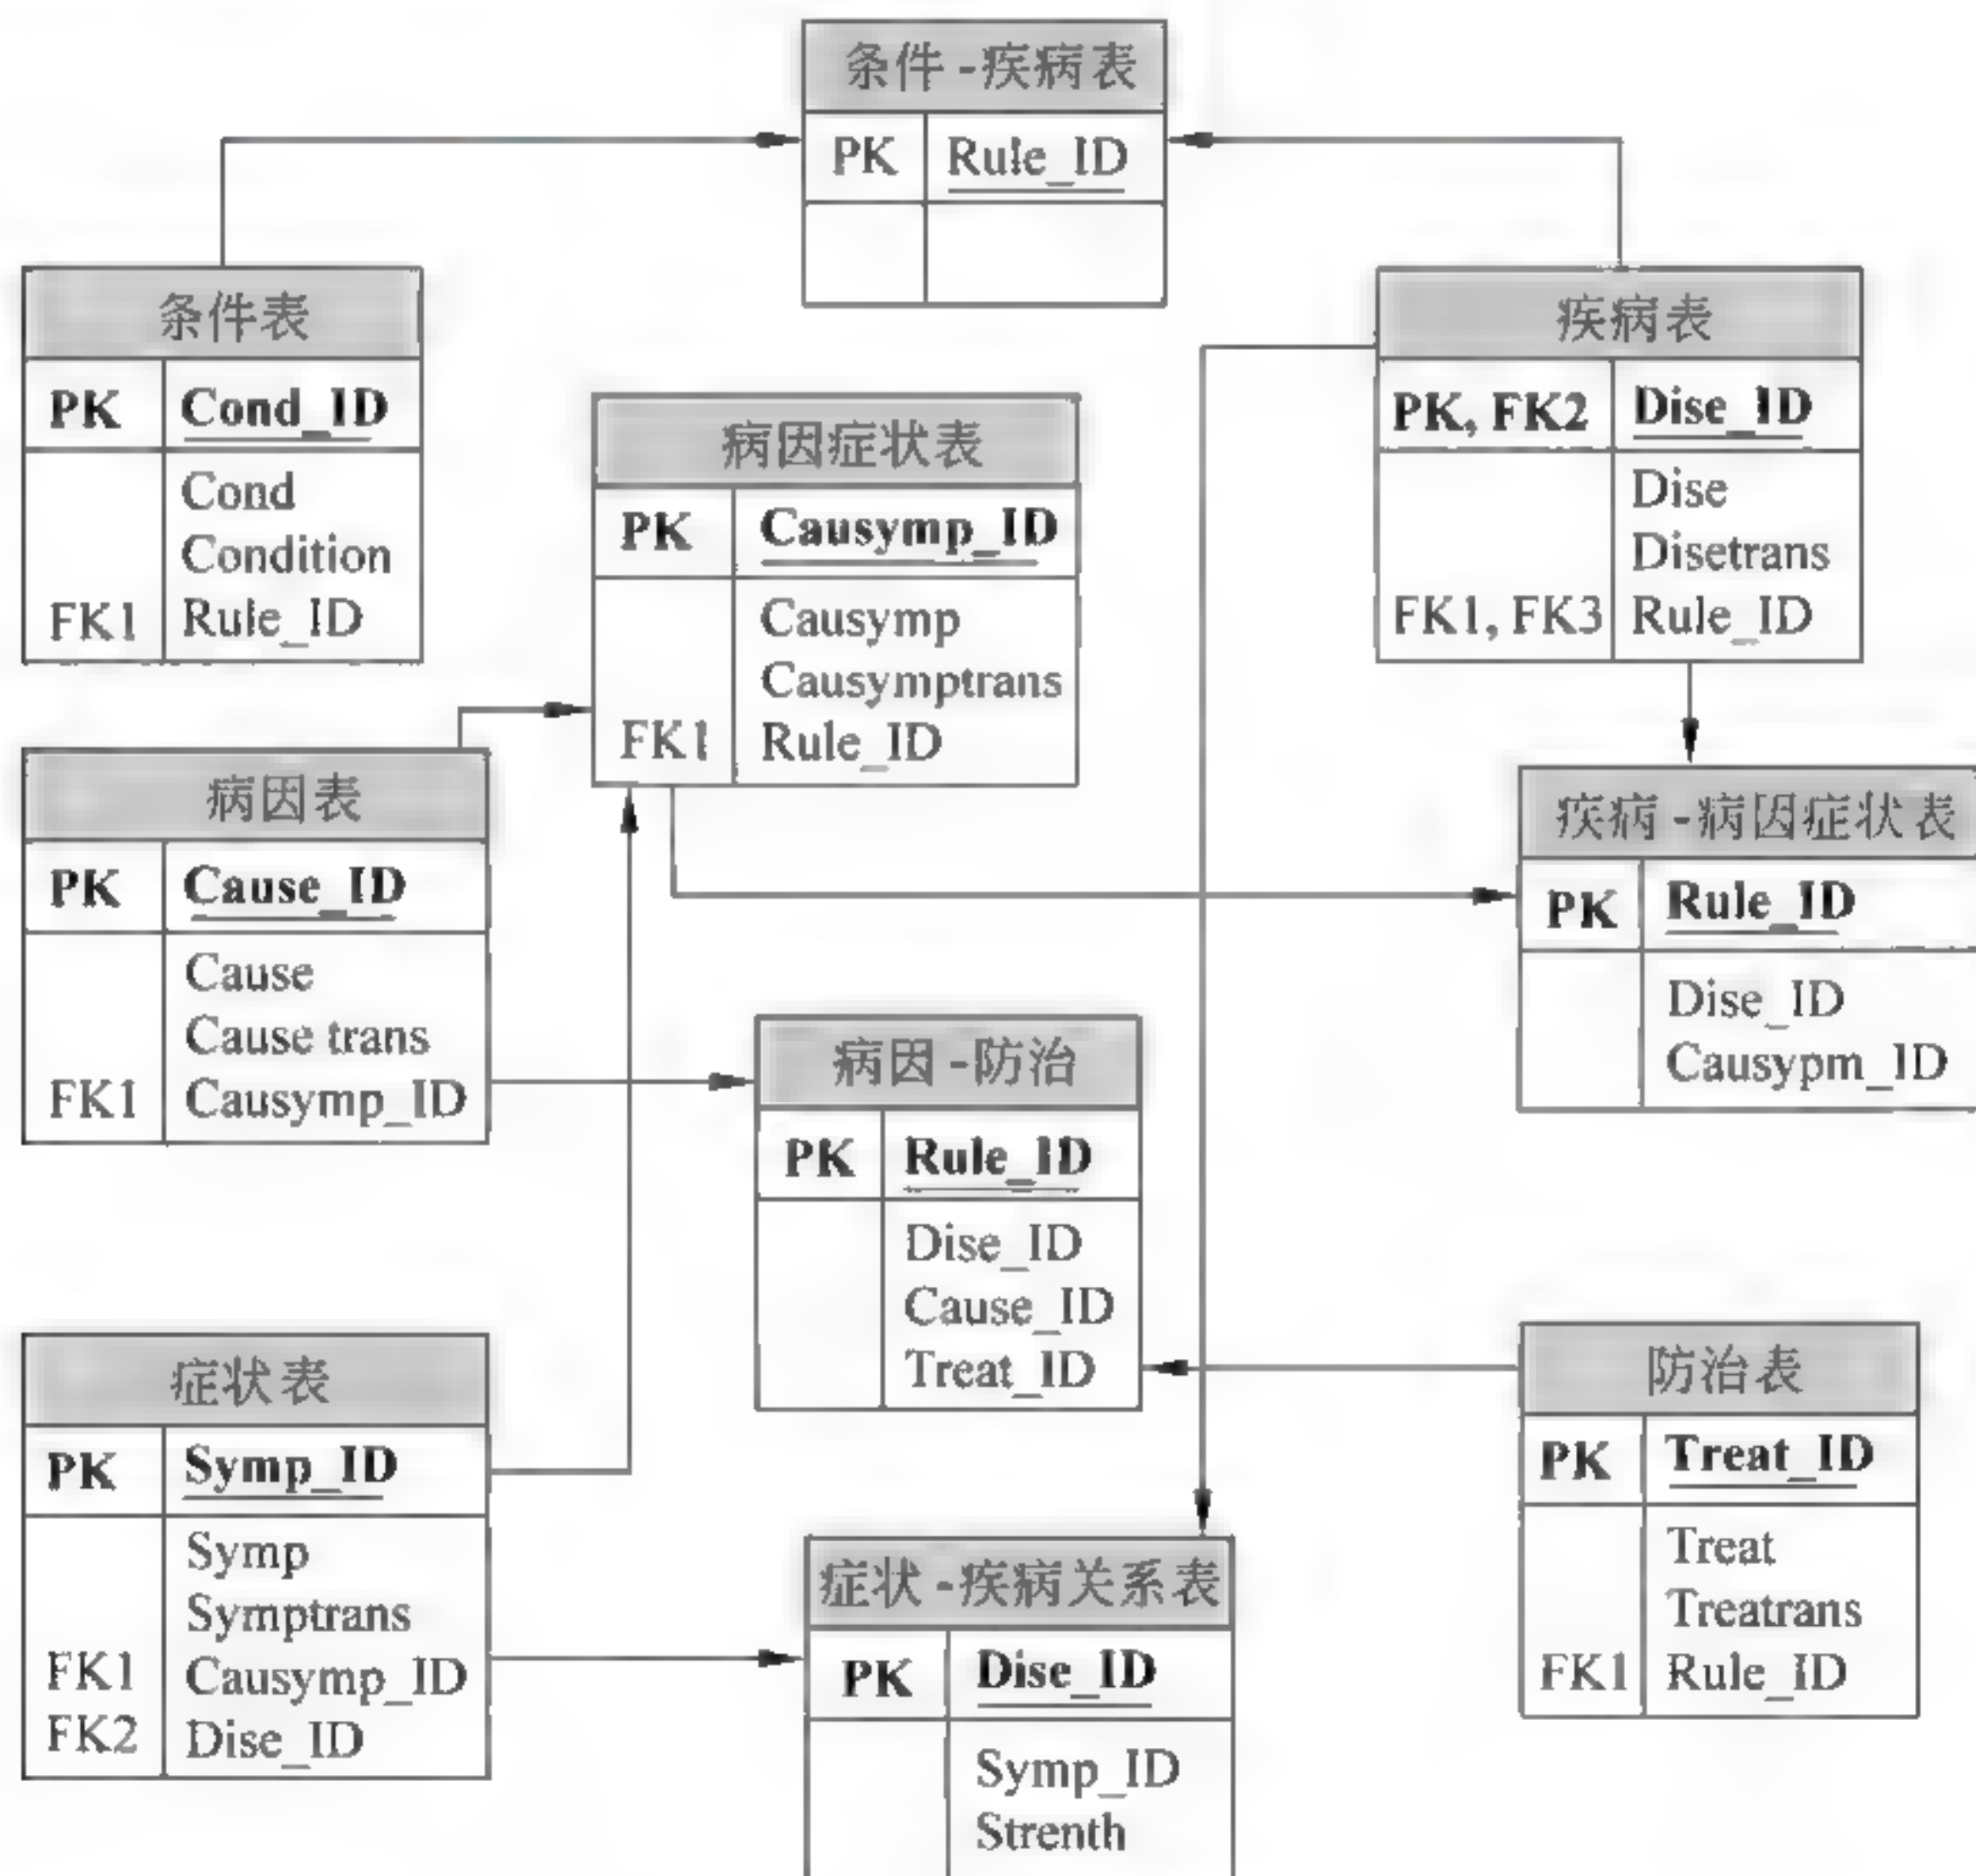 条件-疾病表
PK Rule_ID
条件表
PK Cond_ID
Cond
Condition
FK1 Rule_ID
疾病表
PK, FK2 Dise_ID
Dise
Disetrans
FK1, FK3 Rule_ID
病因症状表
PK Causymp_ID
Causymp
Causymptrans
FK1 Rule_ID
病因表
PK Cause_ID
Cause
Cause trans
FK1 Causymp_ID
疾病-病因症状表
PK Rule_ID
Dise_ID
Causypm_ID
病因-防治
PK Rule_ID
Dise_ID
Cause_ID
Treat_ID
症状表
PK Symp_ID
Symp
Symptrans
FK1 Causymp_ID
FK2 Dise_ID
防治表
PK Treat_ID
Treat
Treatrans
FK1 Rule_ID
症状-疾病关系表
PK Dise_ID
Symp_ID
Strenth